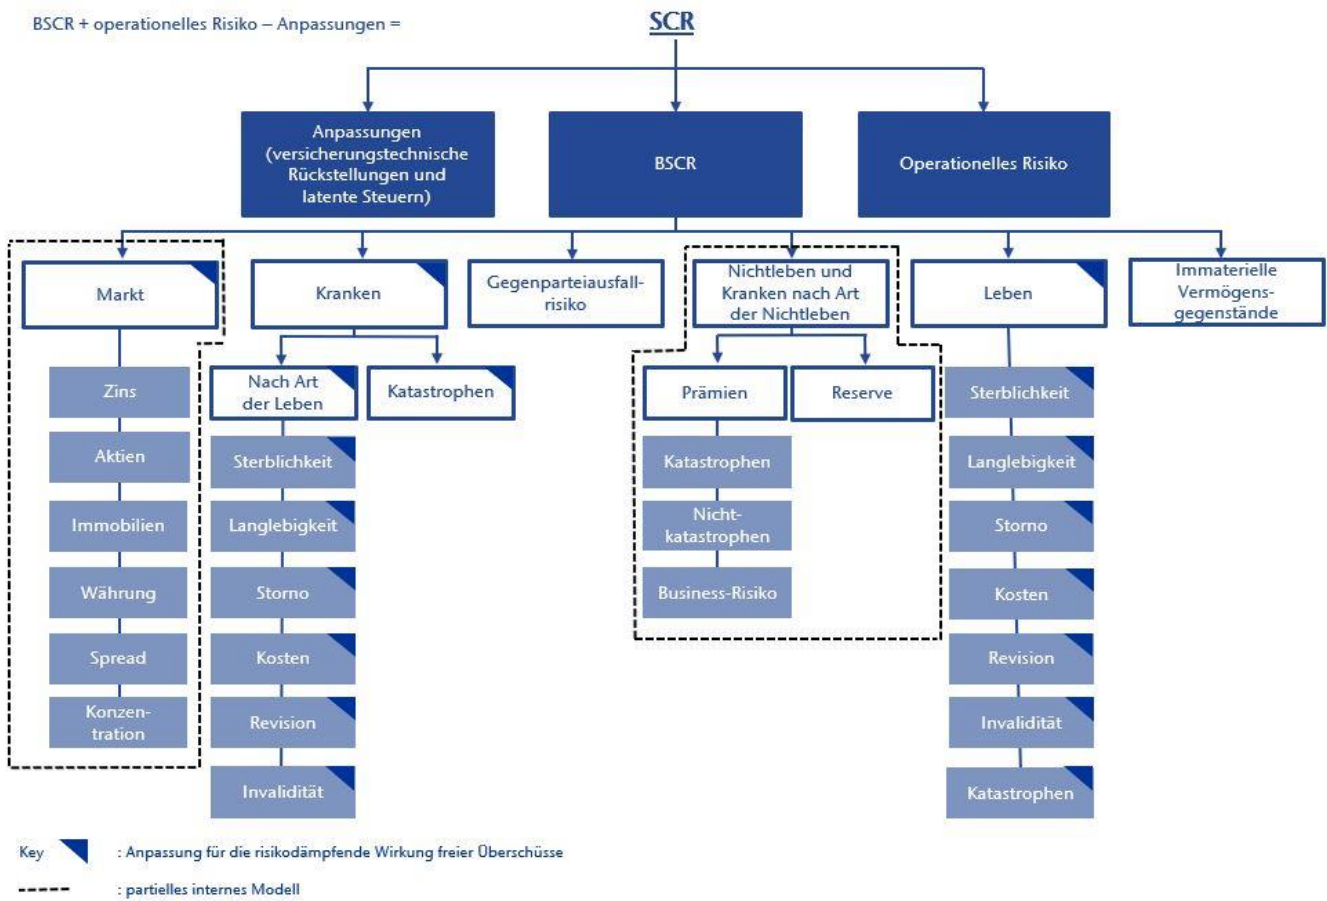 BSCR + operationelles Risiko – Anpassungen =
SCR
Anpassungen
(versicherungstechnische
Rückstellungen und
latente Steuern)
BSCR
Operationelles Risiko
Markt
Kranken
Gegenparteiausfall-
risiko
Nichtleben und
Kranken nach Art
der Nichtleben
Leben
Immaterielle
Vermögens-
gegenstände
Zins
Aktien
Immobilien
Währung
Spread
Konzen-
tration
Nach Art
der Leben
Katastrophen
Sterblichkeit
Langlebigkeit
Storno
Kosten
Revision
Invalidität
Prämien
Reserve
Katastrophen
Nicht-
katastrophen
Business-Risiko
Sterblichkeit
Langlebigkeit
Storno
Kosten
Revision
Invalidität
Katastrophen
Key : Anpassung für die risikodämpfende Wirkung freier Überschüsse
: partielles internes Modell